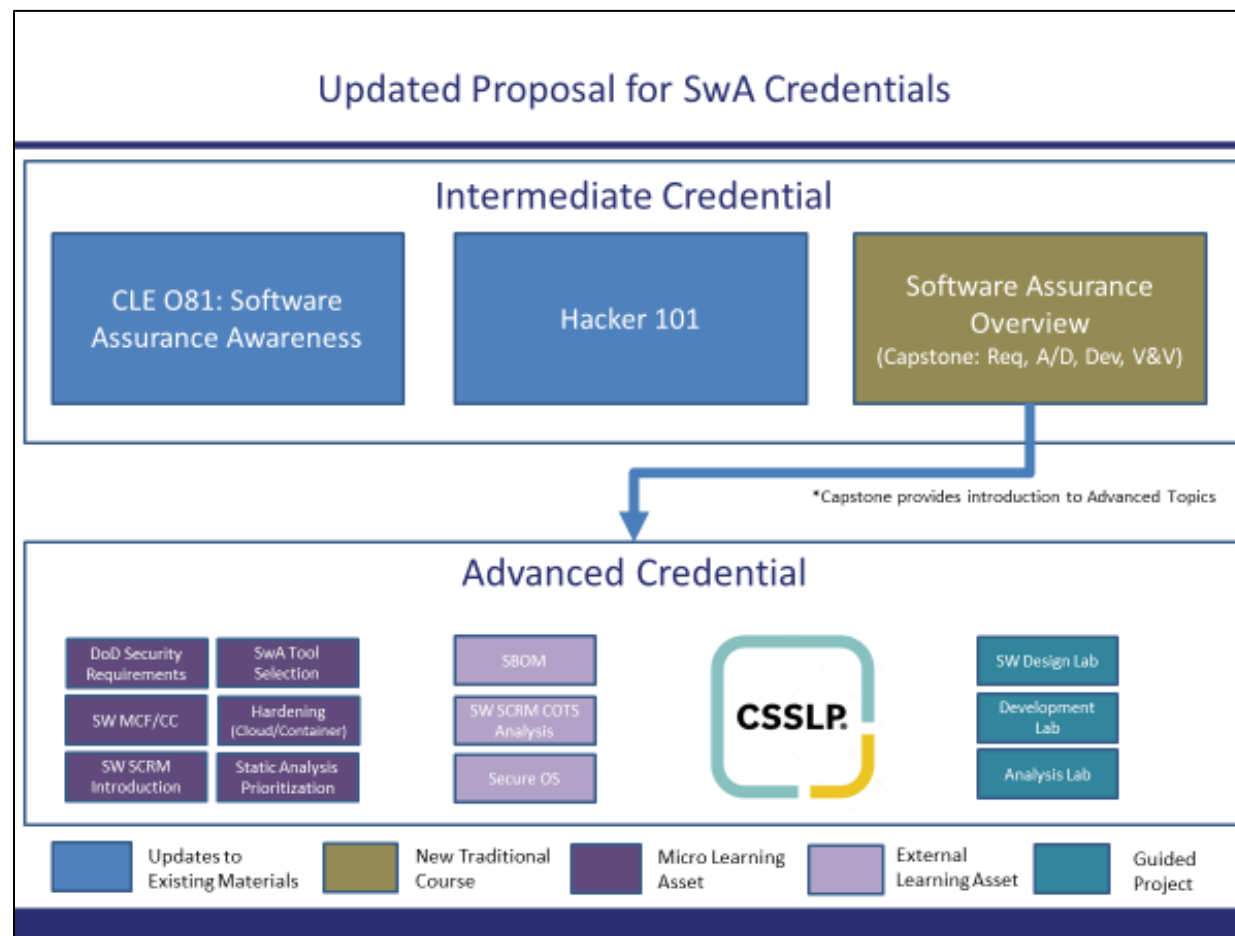 Updated Proposal for SwA Credentials
Intermediate Credential
CLE O81: Software
Assurance Awareness
Hacker 101
Software Assurance
Overview
(Capstone: Req, A/D, Dev, V&V)
*Capstone provides introduction to Advanced Topics
Advanced Credential
DoD Security
Requirements
SwA Tool
Selection
SW MCF/CC
Hardening
(Cloud/Container)
SW SCRM
Introduction
Static Analysis
Prioritization
SBOM
SW SCRM COTS
Analysis
Secure OS
CSSLP®
SW Design Lab
Development
Lab
Analysis Lab
Updates to
Existing Materials
New Traditional
Course
Micro Learning
Asset
External
Learning Asset
Guided
Project